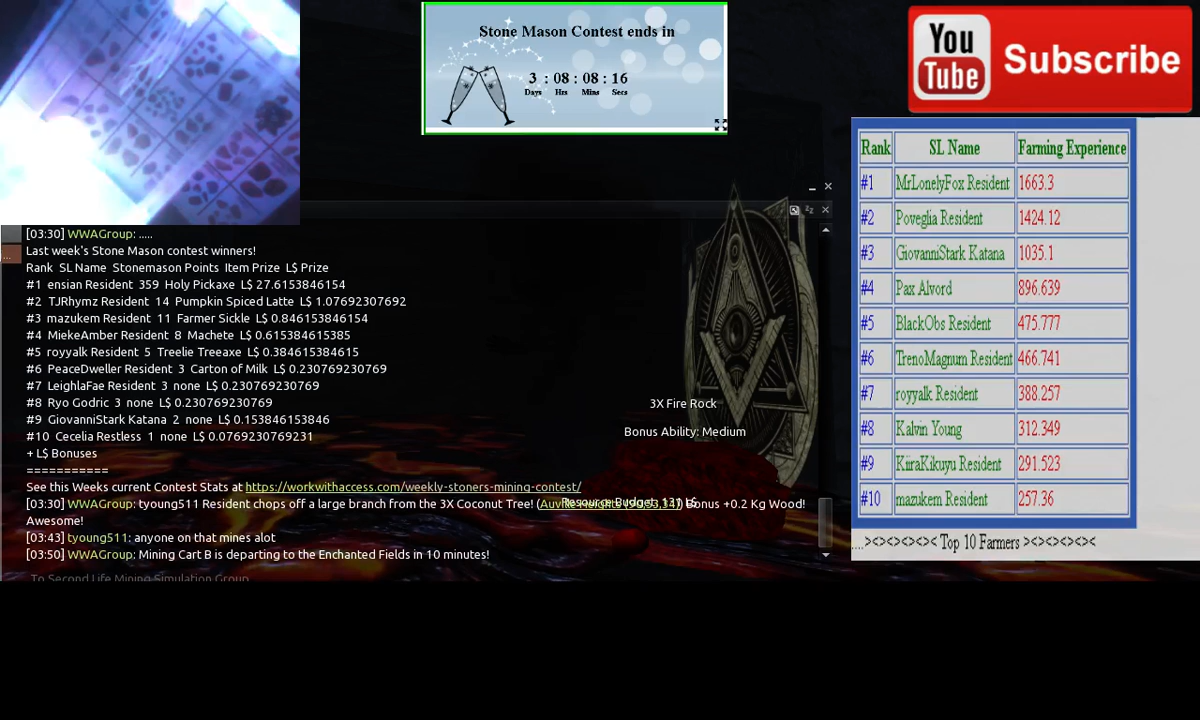 Stone Mason Contest ends in
3 : 08 : 08 : 16
Days Hrs Mins Secs
You Tube Subscribe
[03:30] WWAGroup: .....
Last week's Stone Mason contest winners!
Rank SL Name Stonemason Points Item Prize L$ Prize
#1 ensian Resident 359 Holy Pickaxe L$ 27.6153846154
#2 TJRhymz Resident 14 Pumpkin Spiced Latte L$ 1.07692307692
#3 mazukem Resident 11 Farmer Sickle L$ 0.846153846154
#4 MiekeAmber Resident 8 Machete L$ 0.615384615385
#5 royyalk Resident 5 Treelie Treeaxe L$ 0.384615384615
#6 PeaceDweller Resident 3 Carton of Milk L$ 0.230769230769
#7 LeighlaFae Resident 3 none L$ 0.230769230769
#8 Ryo Godric 3 none L$ 0.230769230769
#9 GiovanniStark Katana 2 none L$ 0.153846153846
#10 Cecelia Restless 1 none L$ 0.0769230769231
+ L$ Bonuses
===========
See this Weeks current Contest Stats at https://workwithaccess.com/weekly-stoners-mining-contest/
[03:30] WWAGroup: tyoung511 Resident chops off a large branch from the 3X Coconut Tree! (Auville Heights Bonus +0.2 Kg Wood!
Awesome!
[03:43] tyoung511: anyone on that mines alot
[03:50] WWAGroup: Mining Cart B is departing to the Enchanted Fields in 10 minutes!
To Second Life Mining Simulation Group
3X Fire Rock
Bonus Ability: Medium
Resource Budget: L$
Rank SL Name Farming Experience
#1 MrLonelyFox Resident 1663.3
#2 Poveglia Resident 1424.12
#3 GiovanniStark Katana 1035.1
#4 Pax Alvord 896.639
#5 BlackObs Resident 475.777
#6 TrenoMagnum Resident 466.741
#7 royyalk Resident 388.257
#8 Kalvin Young 312.349
#9 KiiraKikuyu Resident 291.523
#10 mazukem Resident 257.36
....><><><><>< Top 10 Farmers ><><><><><